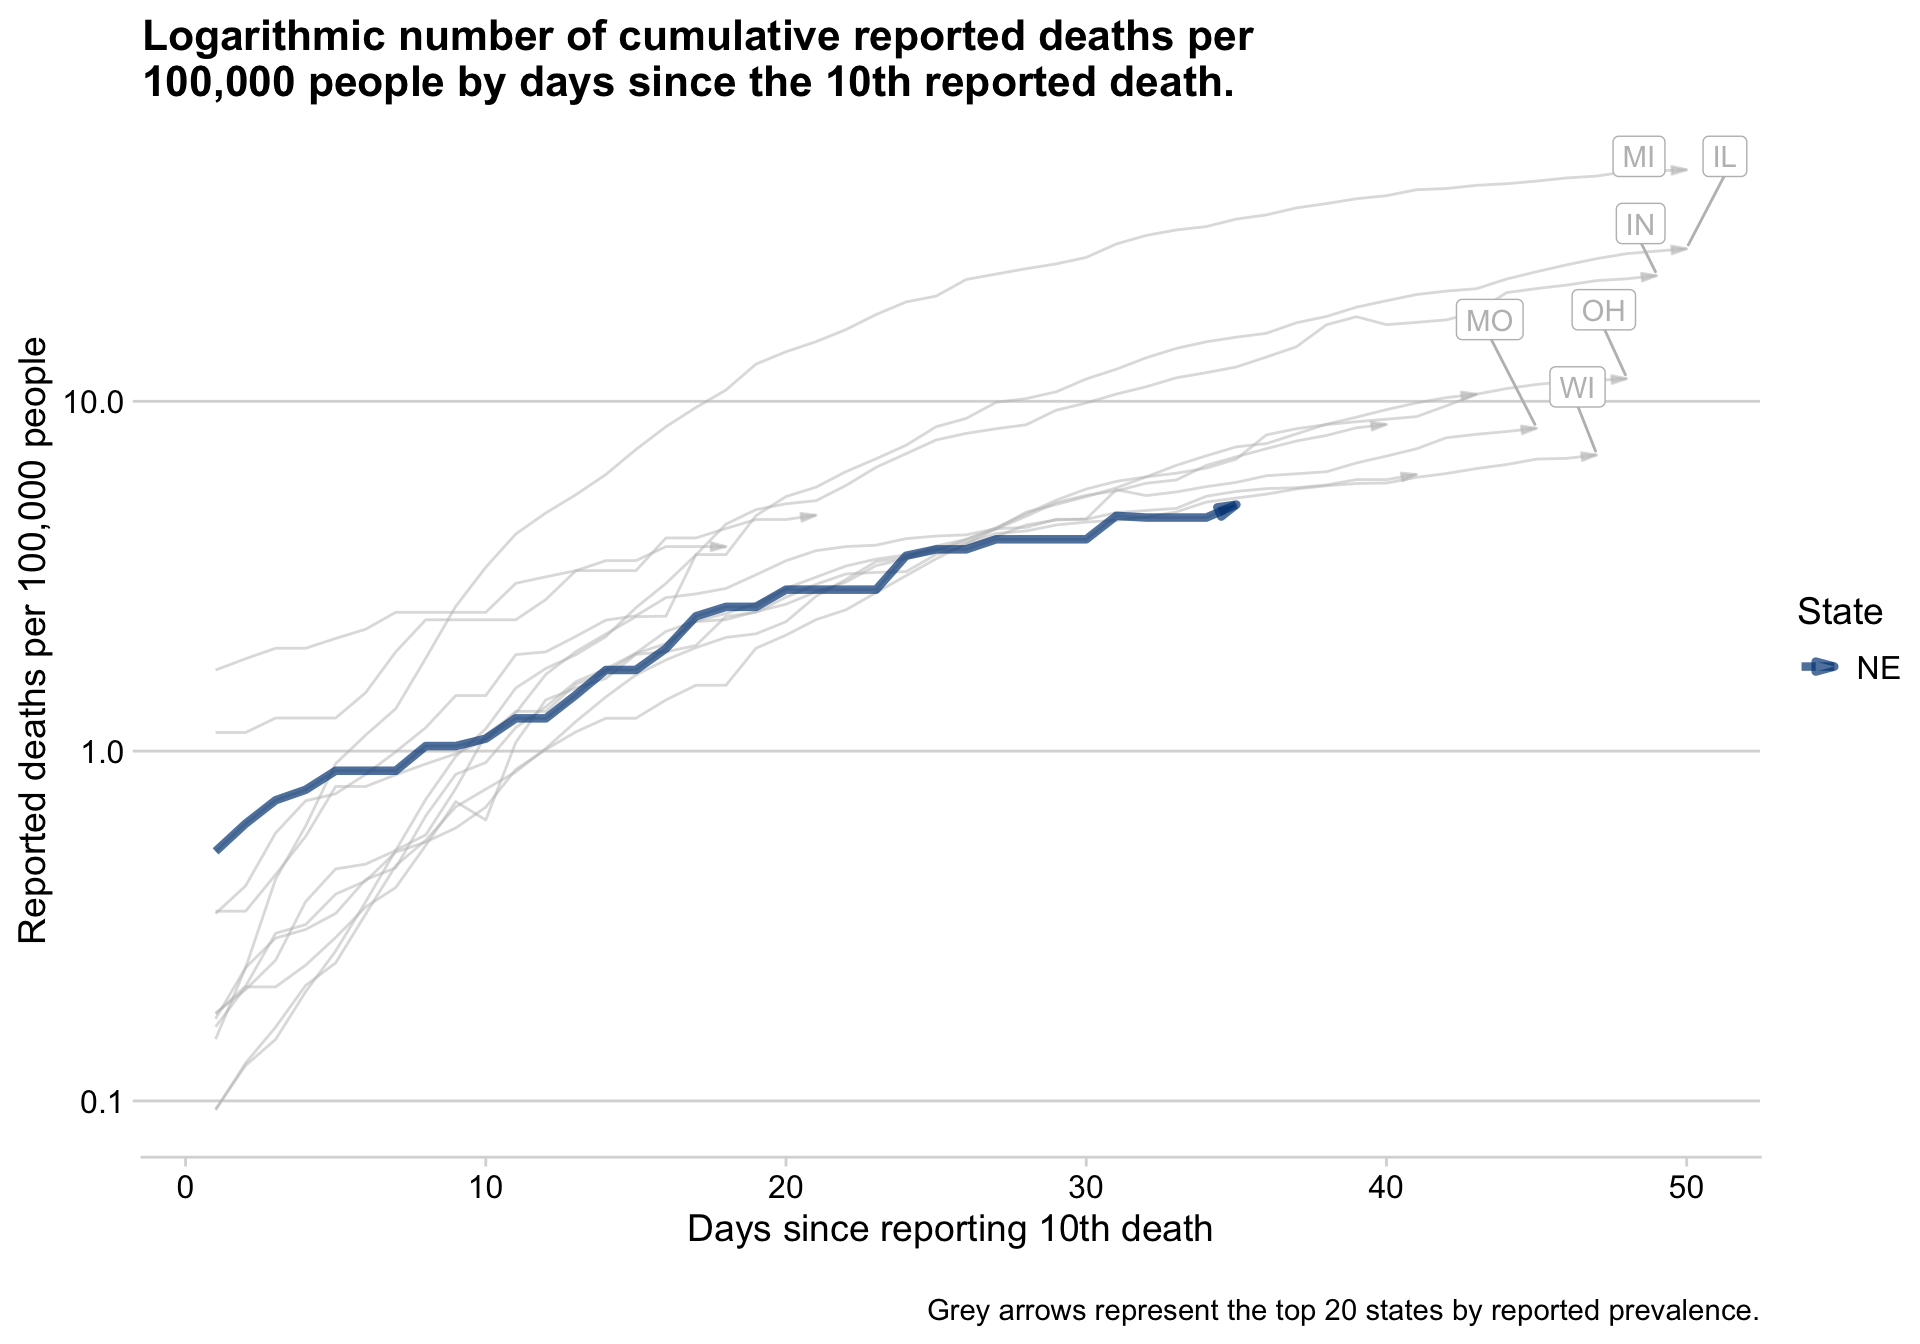 Logarithmic number of cumulative reported deaths per
100,000 people by days since the 10th reported death.
MI
IL
IN
MO
OH
WI
Reported deaths per 100,000 people
10.0
1.0
0.1
State
NE
0
10
20
30
40
50
Days since reporting 10th death
Grey arrows represent the top 20 states by reported prevalence.